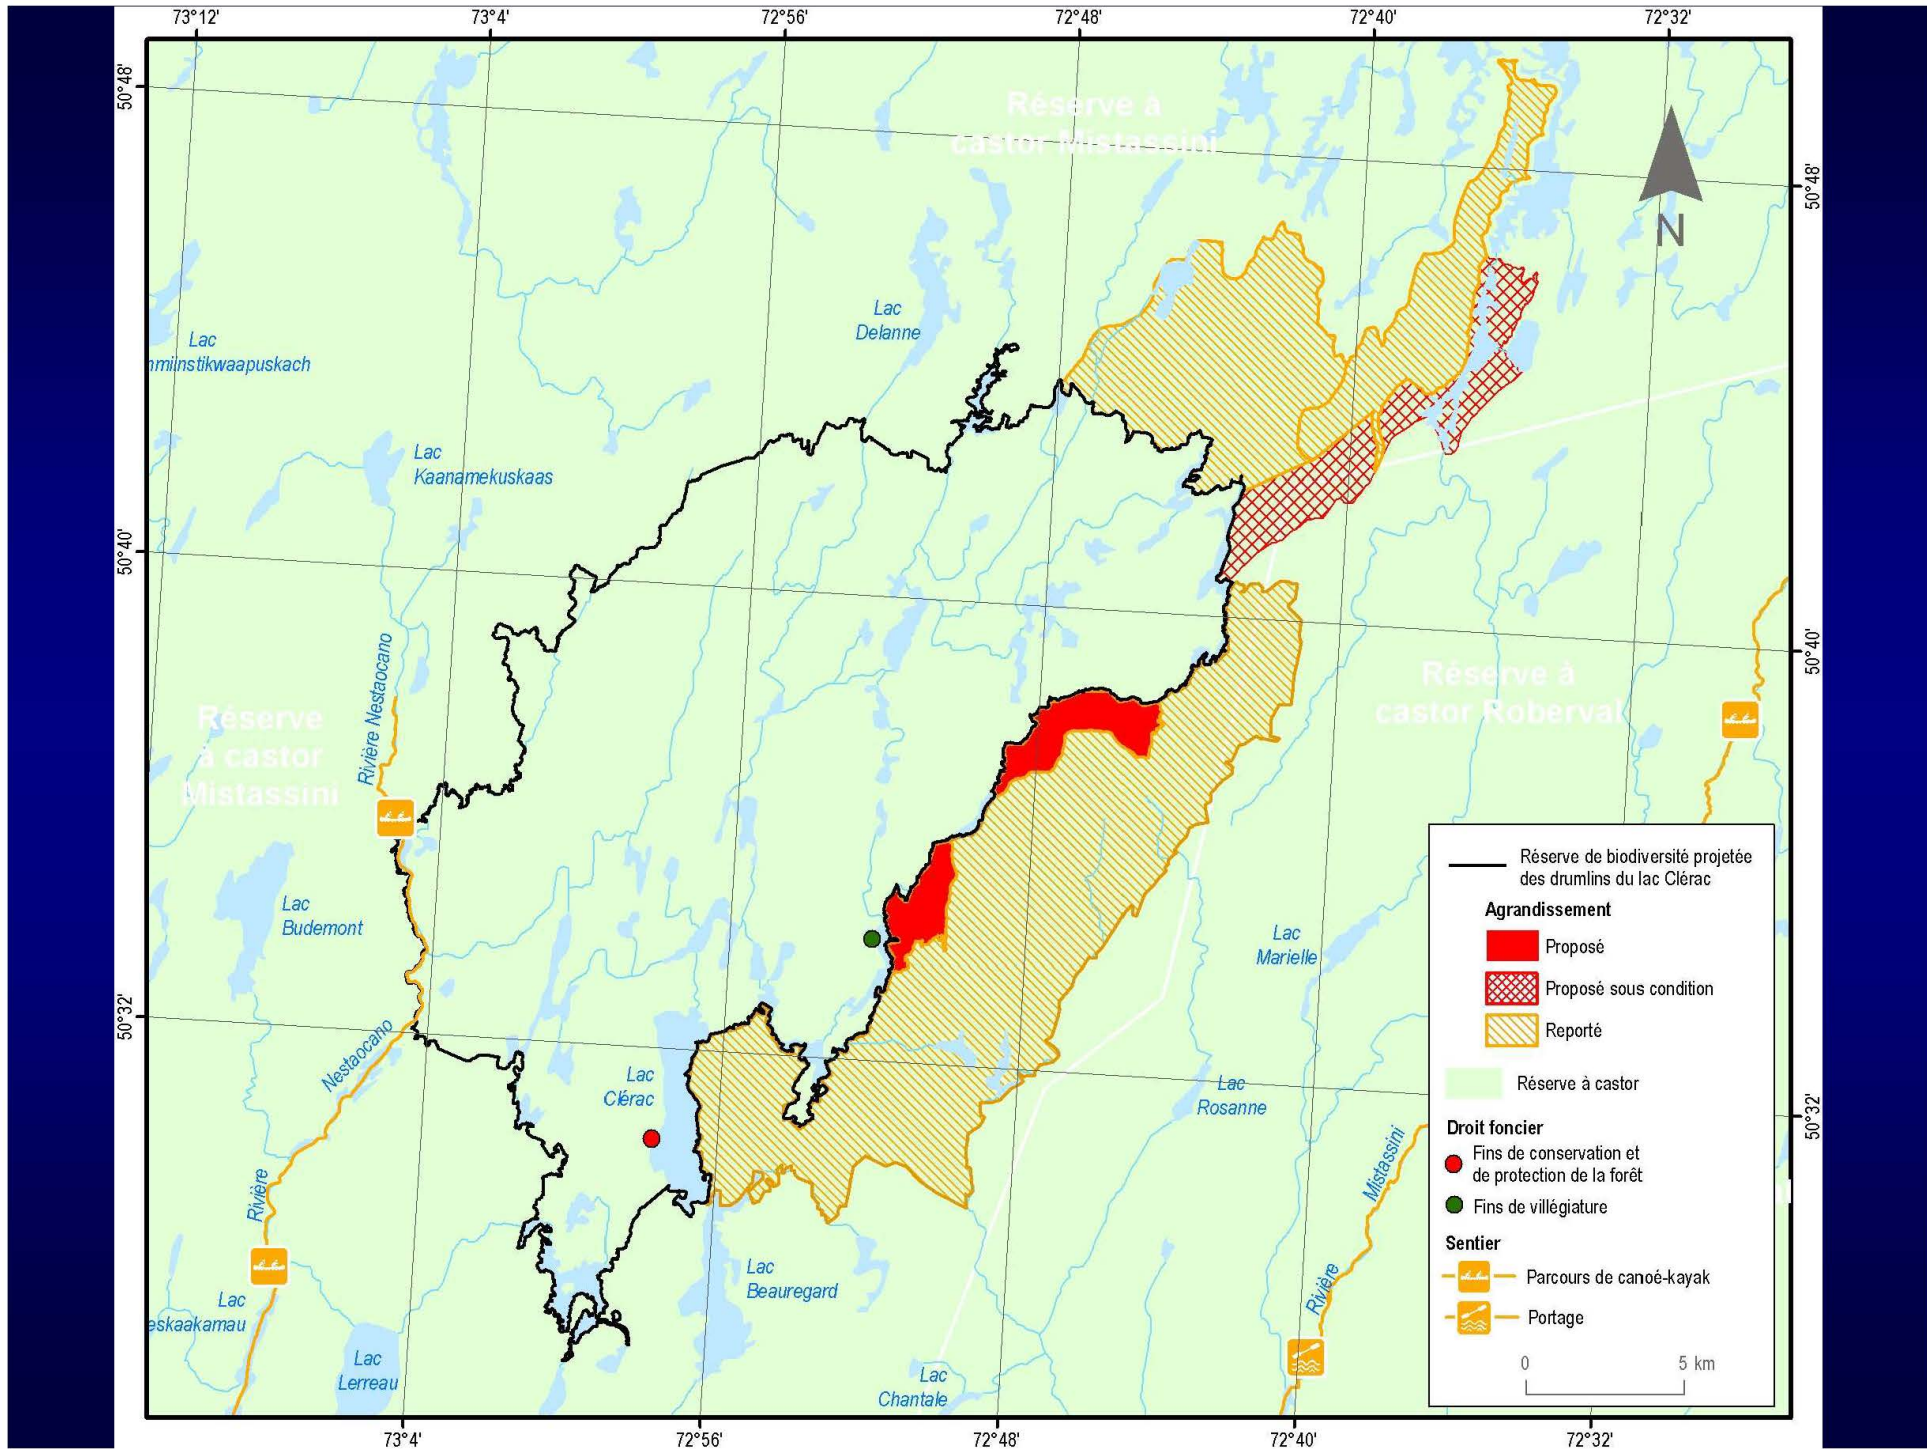 73°12'
73°4'
72°56'
72°48'
72°40'
72°32'
50°48'
50°48'
Réserve à
castor Mistassini
N
Lac
Delanne
Lac
nmiinstikwaapuskach
Lac
Kaanamekuskaas
50°40'
50°40'
Rivière Nestaocano
Réserve à
castor Roberval
Réserve
à castor
Mistassini
Lac
Budemont
Lac
Marielle
50°32'
50°32'
Nestaocano
Rivière
Lac
Clérac
Lac
Rosanne
Mistassini
Rivière
Lac
Beauregard
Lac
eskaakamau
Lac
Lerreau
Lac
Chantale
Réserve de biodiversité projetée
des drumlins du lac Clérac
Agrandissement
Proposé
Proposé sous condition
Reporté
Réserve à castor
Droit foncier
Fins de conservation et
de protection de la forêt
Fins de villégiature
Sentier
Parcours de canoé-kayak
Portage
0 5 km
73°4'
72°56'
72°48'
72°40'
72°32'